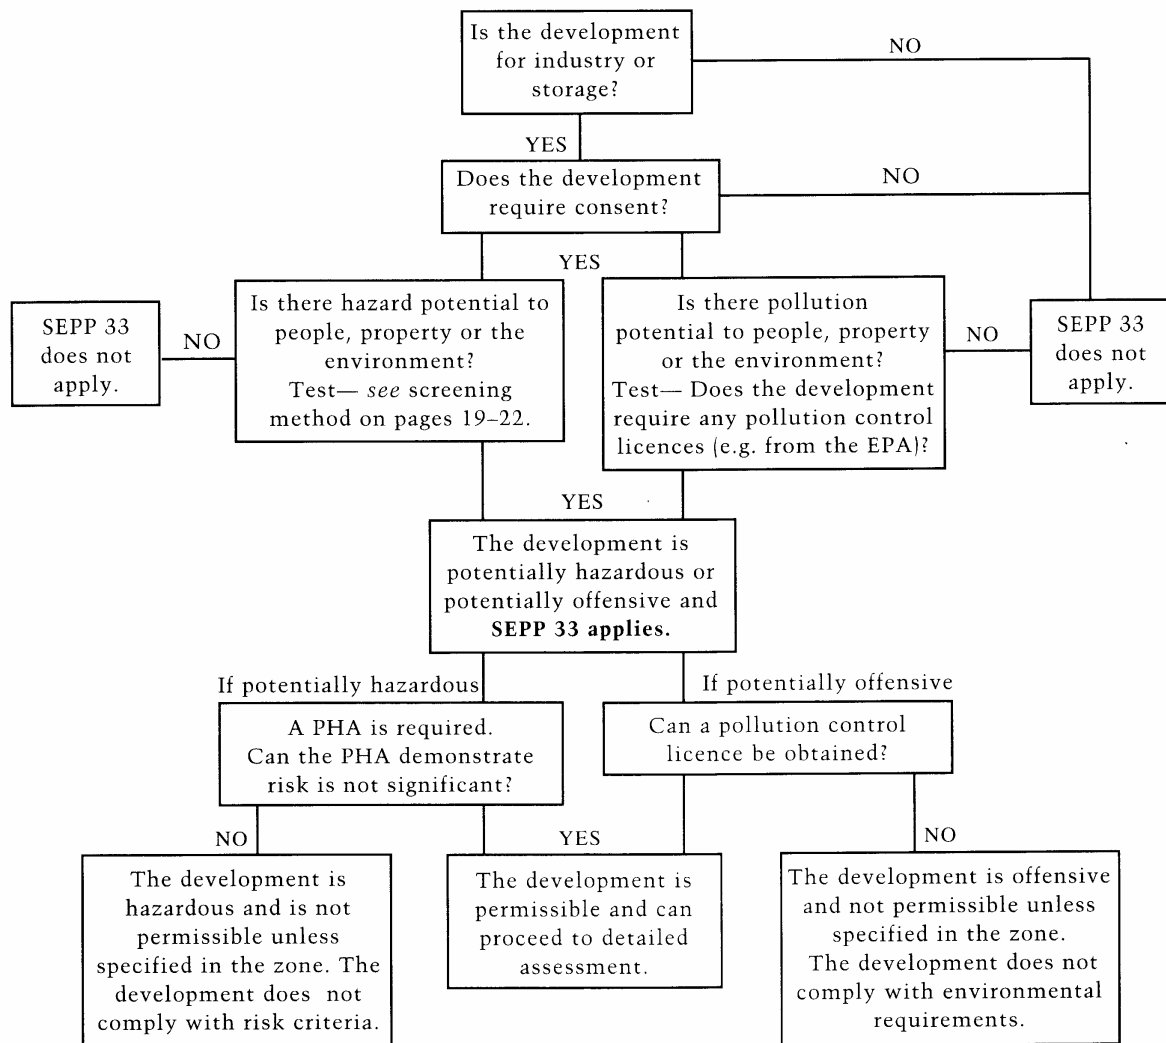 Is the development
for industry or
storage?
NO
YES
Does the development
require consent?
NO
YES
SEPP 33
does not
apply.
NO
Is there hazard potential to
people, property or the
environment?
Test— see screening
method on pages 19–22.
Is there pollution
potential to people, property
or the environment?
Test— Does the development
require any pollution control
licences (e.g. from the EPA)?
NO
SEPP 33
does not
apply.
YES
The development is
potentially hazardous or
potentially offensive and
SEPP 33 applies.
If potentially hazardous
If potentially offensive
A PHA is required.
Can the PHA demonstrate
risk is not significant?
Can a pollution control
licence be obtained?
NO
YES
NO
The development is
hazardous and is not
permissible unless
specified in the zone. The
development does not
comply with risk criteria.
The development is
permissible and can
proceed to detailed
assessment.
The development is offensive
and not permissible unless
specified in the zone.
The development does not
comply with environmental
requirements.